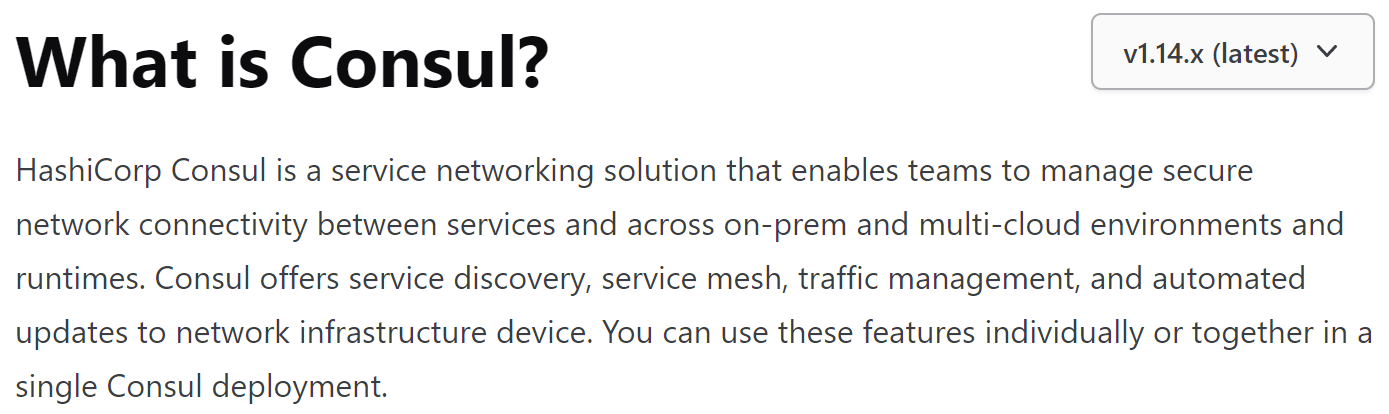 What is Consul?
v1.14.x (latest)
HashiCorp Consul is a service networking solution that enables teams to manage secure
network connectivity between services and across on-prem and multi-cloud environments and
runtimes. Consul offers service discovery, service mesh, traffic management, and automated
updates to network infrastructure device. You can use these features individually or together in a
single Consul deployment.